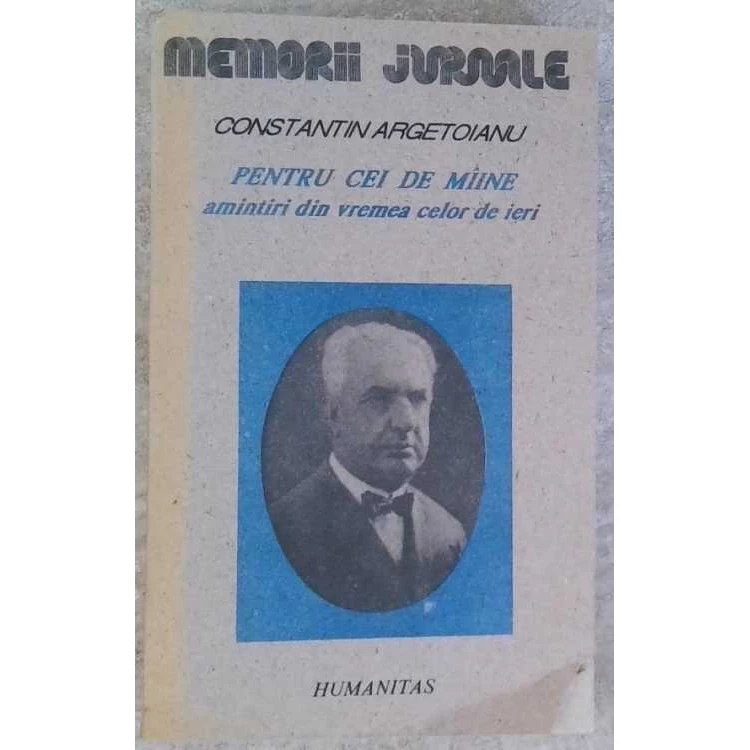 MEMORII JURNALE
CONSTANTIN ARGETOIANU
PENTRU CEI DE MÎINE
amintiri din vremea celor de ieri
HUMANITAS